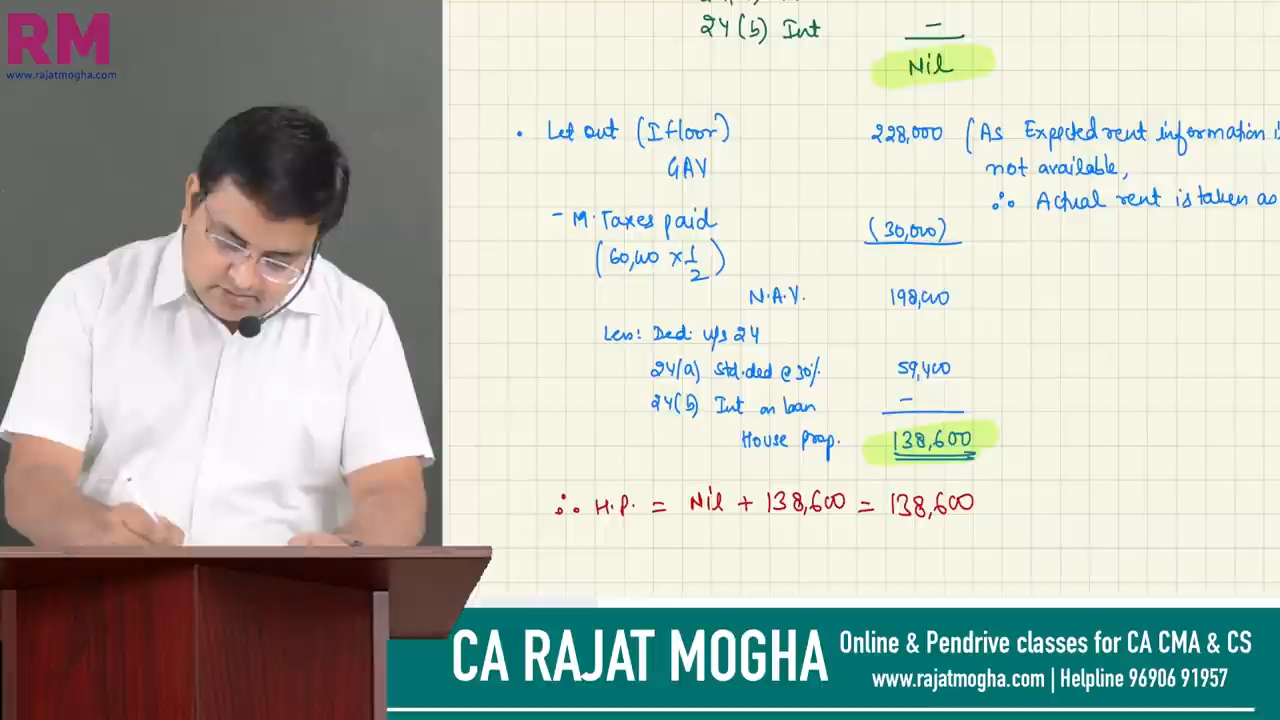 RM
www.rajatmogha.com
24(b) Int –
Nil
• Let out (I floor) 228,000 (As Expected rent information i
GAV not available,
∴ Actual rent is taken as
- M. Taxes paid (30,000)
(60,000 × 1/2)
N.A.V. 198,000
Less: Ded: u/s 24
24(a) Std. ded @ 30% 59,400
24(b) Int on loan –
House prop. 138,600
∴ H.P. = Nil + 138,600 = 138,600
CA RAJAT MOGHA
Online & Pendrive classes for CA CMA & CS
www.rajatmogha.com | Helpline 96906 91957